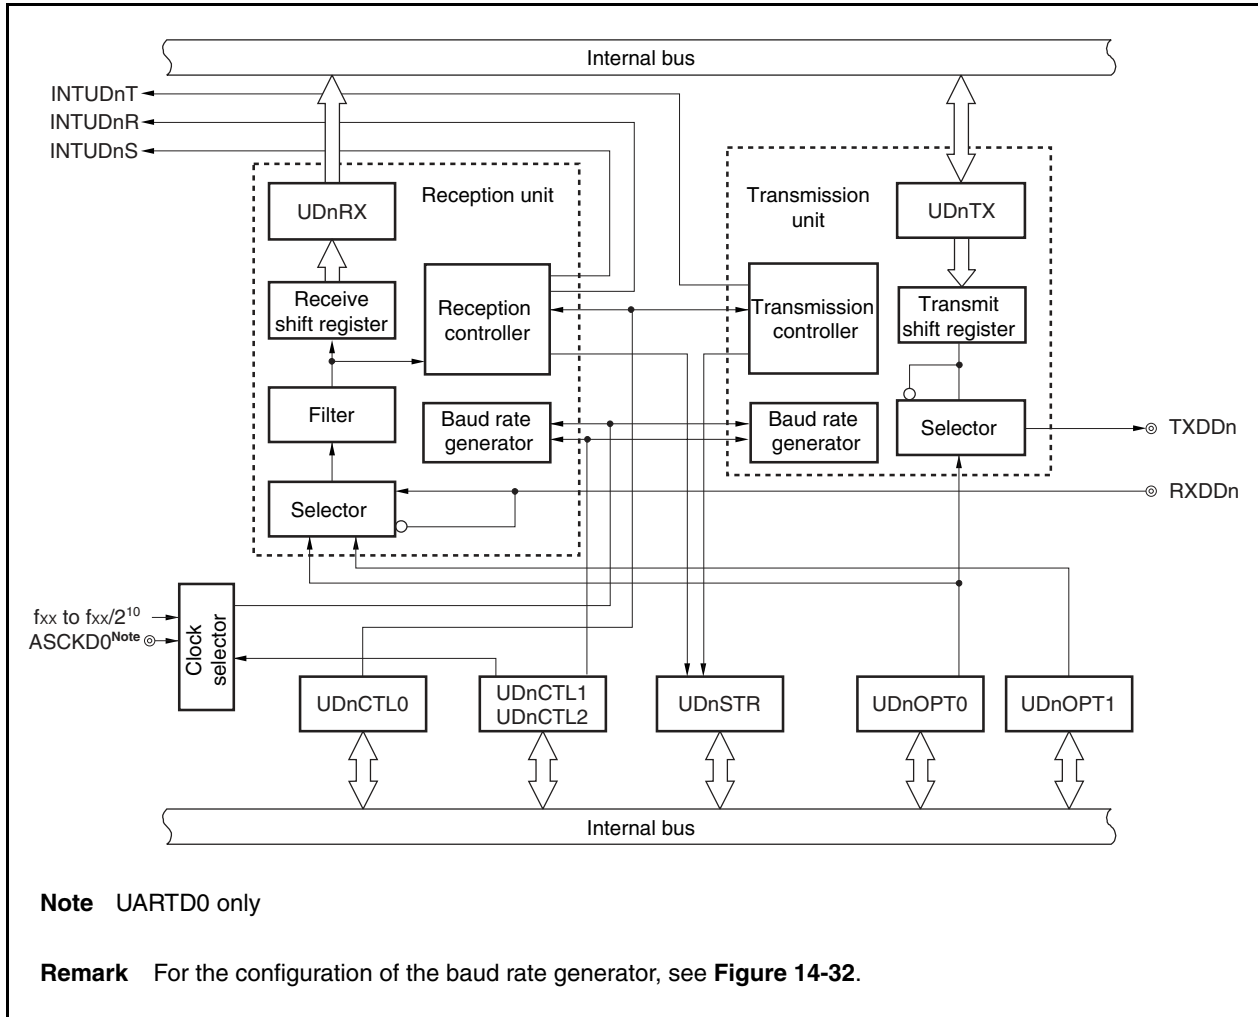 Internal bus
INTUDnT
INTUDnR
INTUDnS
Reception unit
UDnRX
Receive
shift register
Reception
controller
Filter
Baud rate
generator
Selector
Transmission
unit
UDnTX
Transmission
controller
Transmit
shift register
Baud rate
generator
Selector
TXDDn
RXDDn
fxx to fxx/2¹⁰
ASCKD0Note
Clock
selector
UDnCTL0
UDnCTL1
UDnCTL2
UDnSTR
UDnOPT0
UDnOPT1
Internal bus
Note UARTD0 only
Remark For the configuration of the baud rate generator, see Figure 14-32.